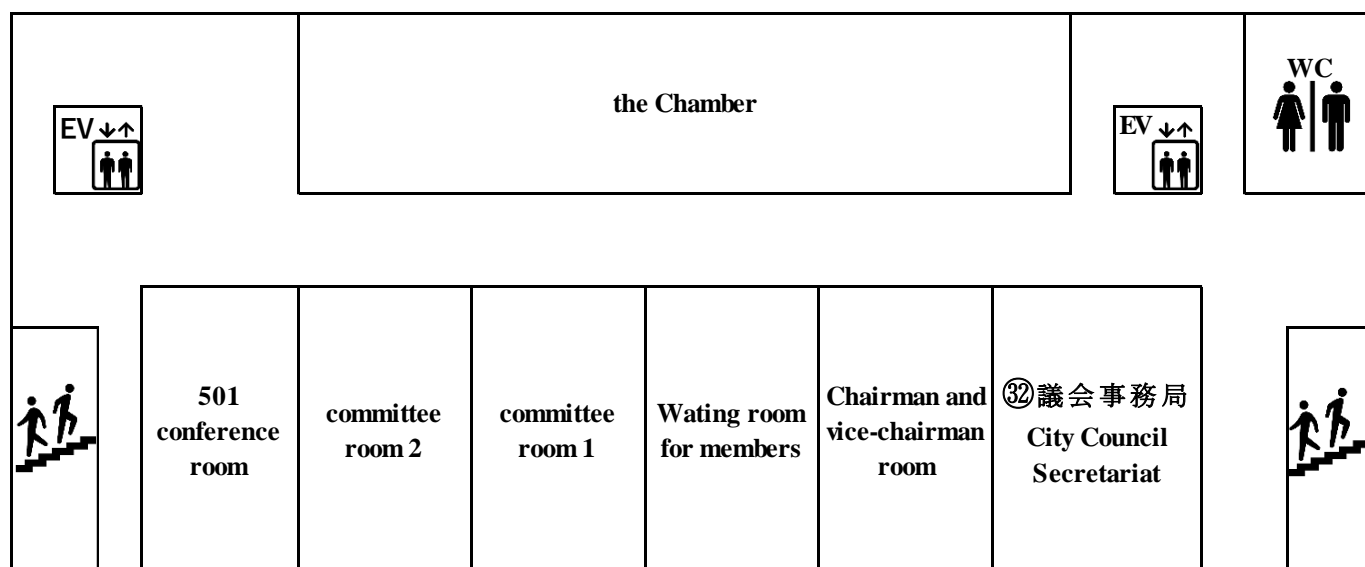 the Chamber
WC
EV
EV
501
conference
room
committee
room 2
committee
room 1
Wating room
for members
Chairman and
vice-chairman
room
㉜議会事務局
City Council
Secretariat